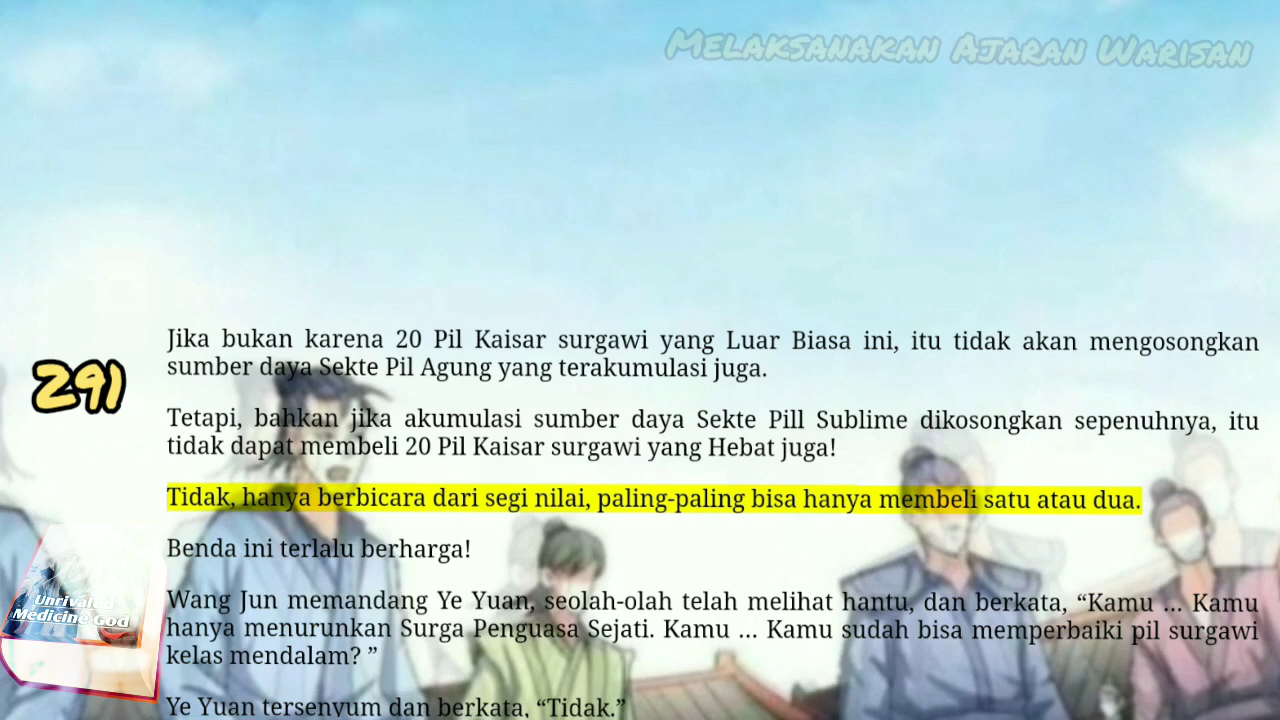 Melaksanakan Ajaran Warisan
Jika bukan karena 20 Pil Kaisar surgawi yang Luar Biasa ini, itu tidak akan mengosongkan
sumber daya Sekte Pil Agung yang terakumulasi juga.
291
Tetapi, bahkan jika akumulasi sumber daya Sekte Pill Sublime dikosongkan sepenuhnya, itu
tidak dapat membeli 20 Pil Kaisar surgawi yang Hebat juga!
Tidak, hanya berbicara dari segi nilai, paling-paling bisa hanya membeli satu atau dua.
Benda ini terlalu berharga!
Unrivaled
Medicine God
Wang Jun memandang Ye Yuan, seolah-olah telah melihat hantu, dan berkata, “Kamu ... Kamu
hanya menurunkan Surga Penguasa Sejati. Kamu ... Kamu sudah bisa memperbaiki pil surgawi
kelas mendalam? ”
Ye Yuan tersenyum dan berkata, “Tidak.”